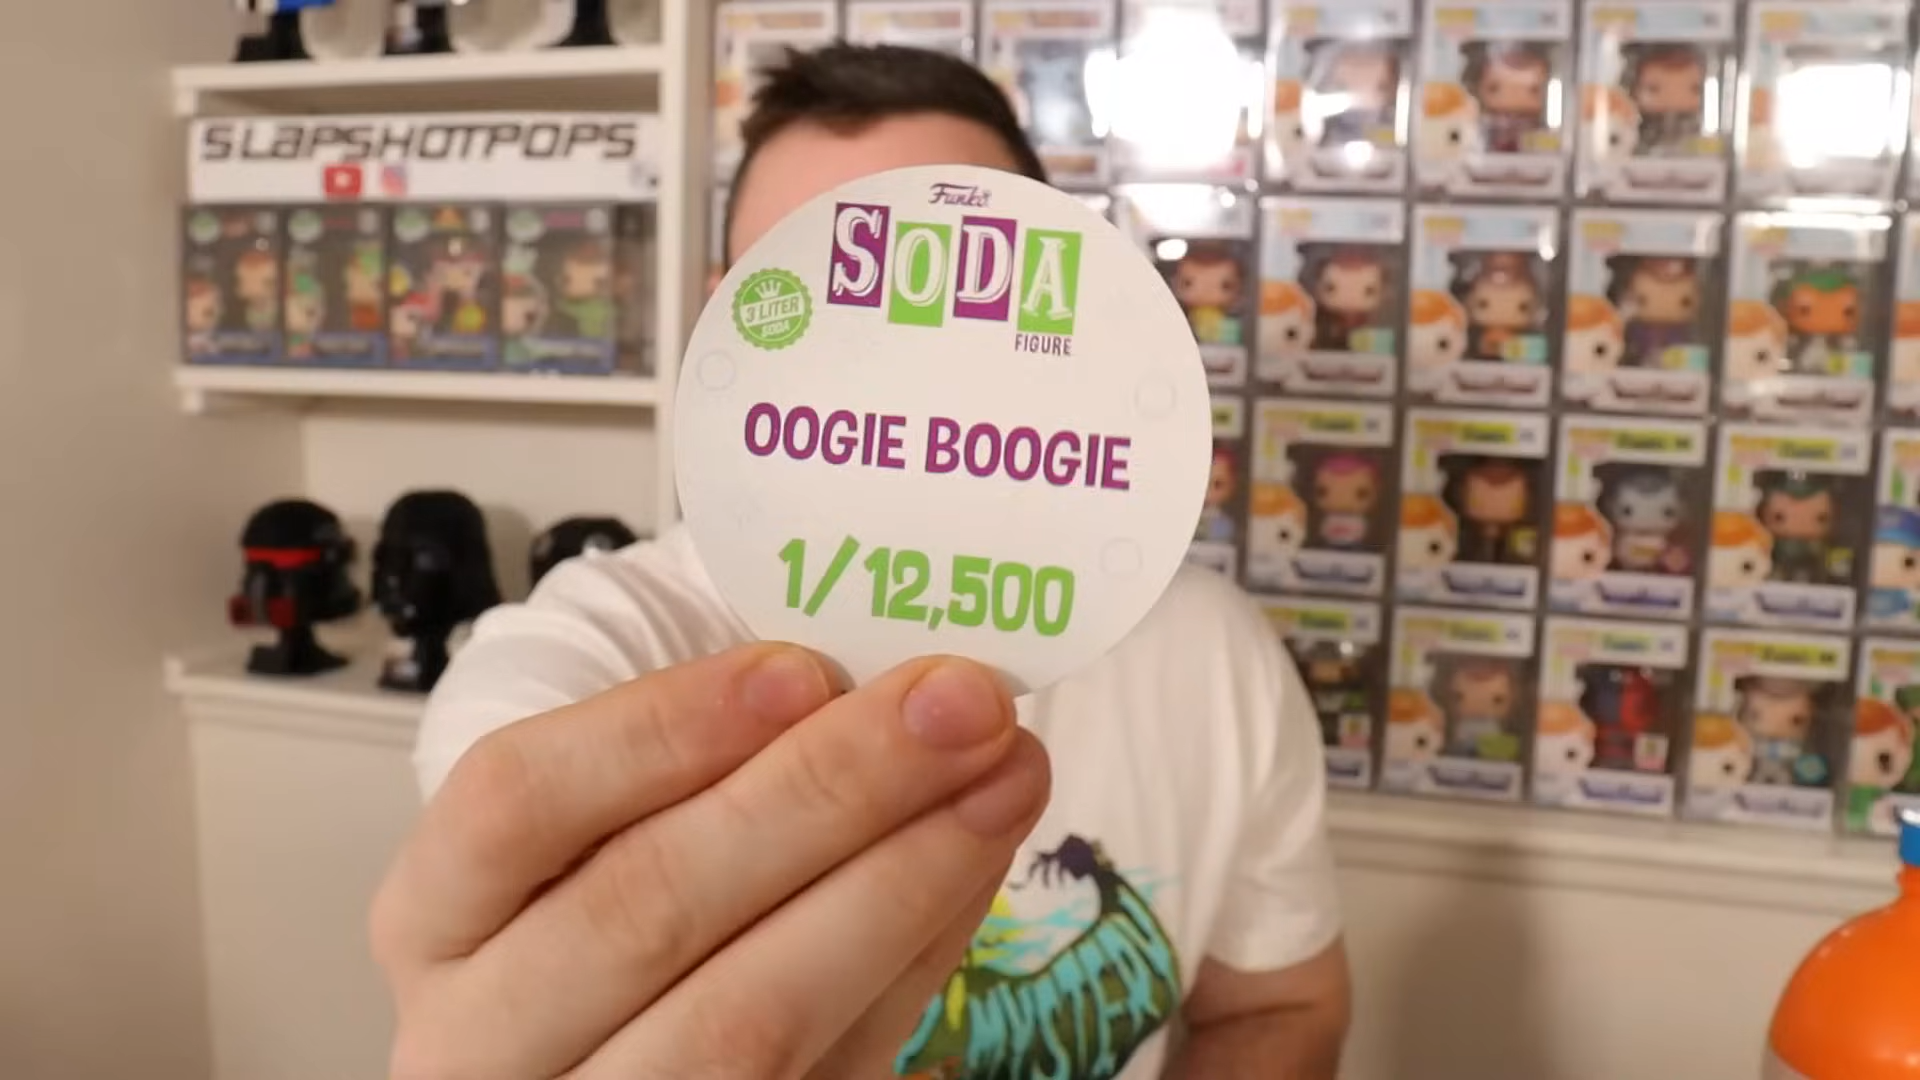 SLAPSHOTPOPS
Funko
SODA
FIGURE
3 LITER
SODA
OOGIE BOOGIE
1/12,500
MYSTERY